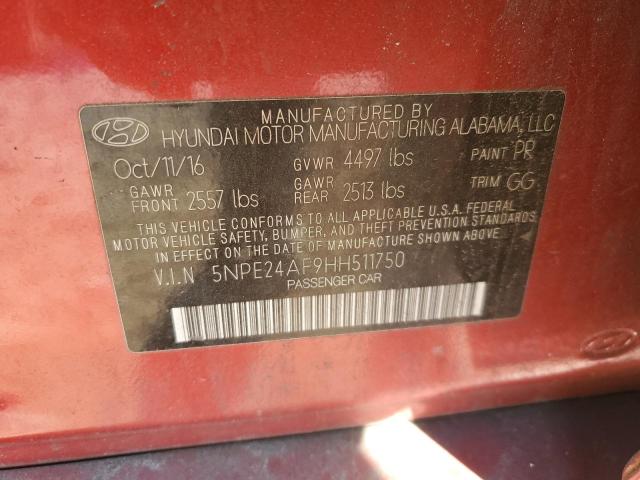 MANUFACTURED BY
HYUNDAI MOTOR MANUFACTURING ALABAMA, LLC
Oct/11/16 GVWR 4497 lbs PAINT PR
GAWR FRONT 2557 lbs GAWR REAR 2513 lbs TRIM GG
THIS VEHICLE CONFORMS TO ALL APPLICABLE U.S.A. FEDERAL
MOTOR VEHICLE SAFETY, BUMPER, AND THEFT PREVENTION STANDARDS
IN EFFECT ON THE DATE OF MANUFACTURE SHOWN ABOVE.
V.I.N 5NPE24AF9HH511750
PASSENGER CAR